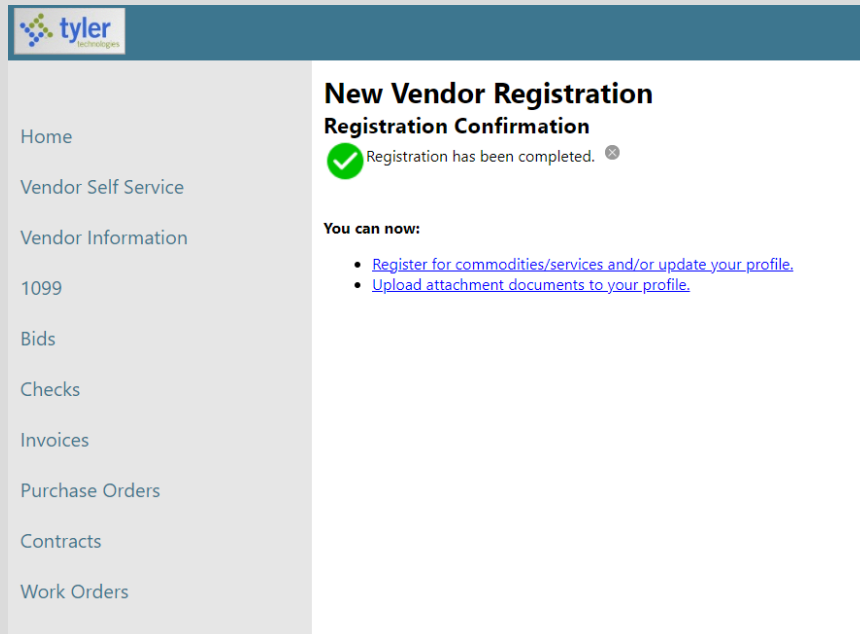 tyler
technologies
Home
Vendor Self Service
Vendor Information
1099
Bids
Checks
Invoices
Purchase Orders
Contracts
Work Orders
New Vendor Registration
Registration Confirmation
Registration has been completed.
You can now:
Register for commodities/services and/or update your profile.
Upload attachment documents to your profile.